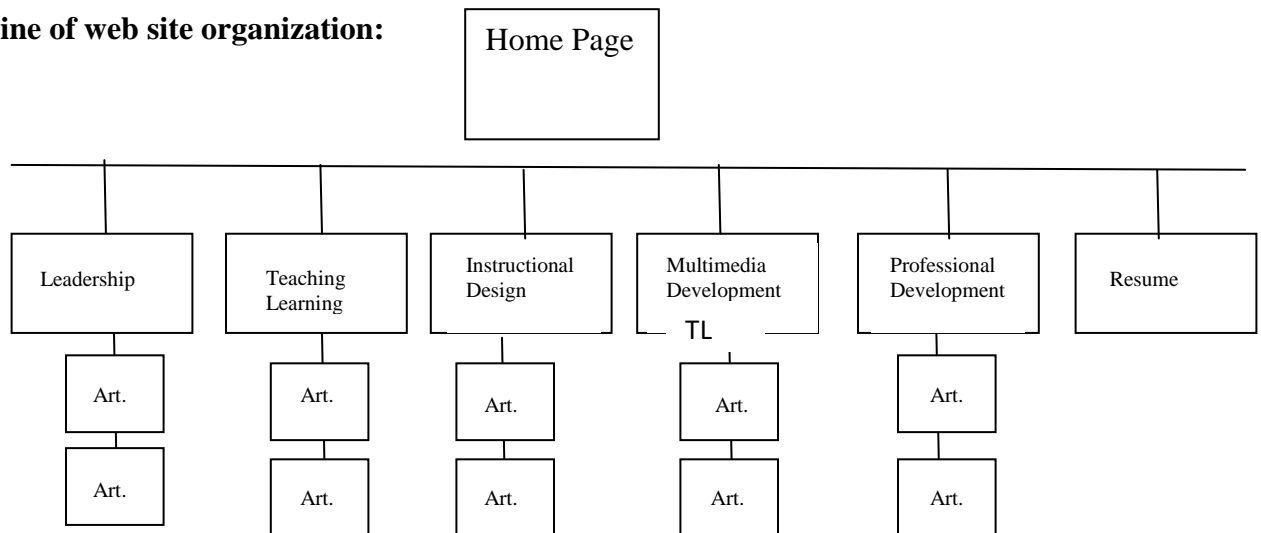 ine of web site organization:
Home Page
Leadership
Teaching
Learning
Instructional
Design
Multimedia
Development
TL
Professional
Development
Resume
Art.
Art.
Art.
Art.
Art.
Art.
Art.
Art.
Art.
Art.